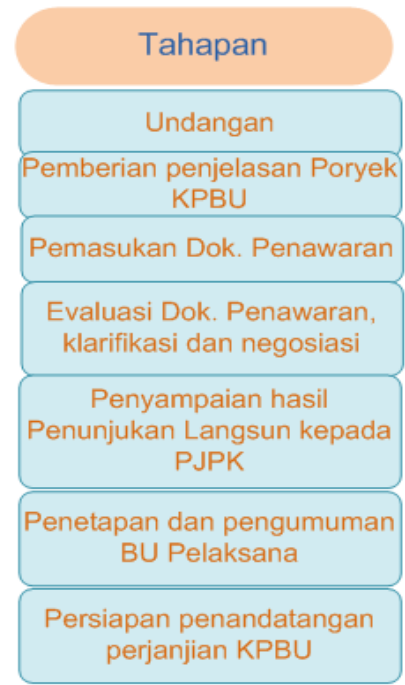 Tahapan
Undangan
Pemberian penjelasan Poryek
KPBU
Pemasukan Dok. Penawaran
Evaluasi Dok. Penawaran,
klarifikasi dan negosiasi
Penyampaian hasil
Penunjukan Langsun kepada
PJPK
Penetapan dan pengumuman
BU Pelaksana
Persiapan penandatangan
perjanjian KPBU